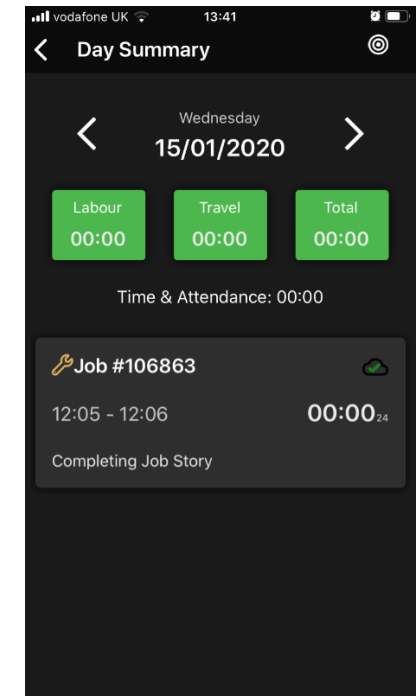 vodafone UK 13:41
Day Summary
Wednesday
15/01/2020
Labour Travel Total
00:00 00:00 00:00
Time & Attendance: 00:00
Job #106863
12:05 - 12:06 00:00 24
Completing Job Story